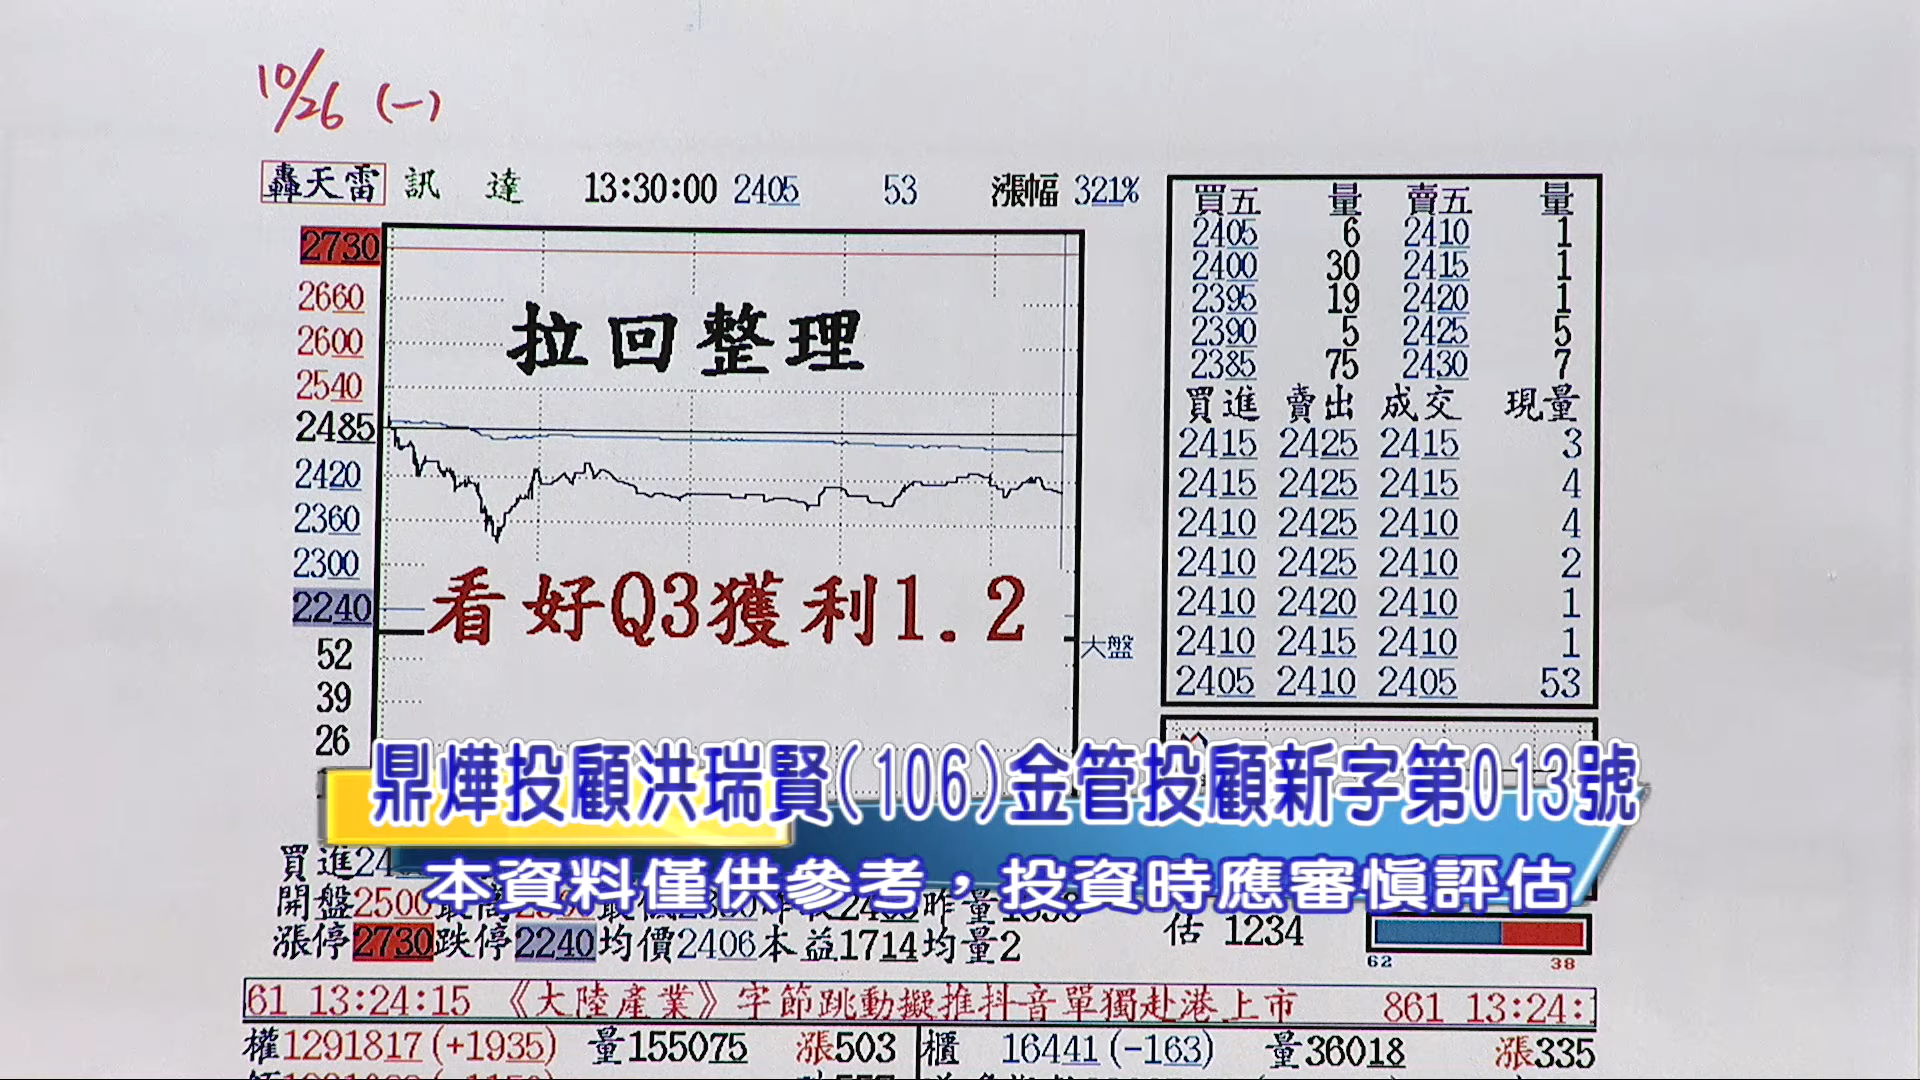 10/26 (一)
轟天雷 訊 達 13:30:00 2405 53 漲幅 321%
2730
2660
2600
2540
2485
2420
2360
2300
2240
52
39
26
拉回整理
看好Q3獲利1.2
大盤
買五 量 賣五 量
2405 6 2410 1
2400 30 2415 1
2395 19 2420 1
2390 5 2425 5
2385 75 2430 7
買進 賣出 成交 現量
2415 2425 2415 3
2415 2425 2415 4
2410 2425 2410 4
2410 2425 2410 2
2410 2420 2410 1
2410 2415 2410 1
2405 2410 2405 53
鼎燁投顧洪瑞賢(106)金管投顧新字第013號
本資料僅供參考，投資時應審慎評估
買進24
開盤2500
昨量
估 1234
漲停2730跌停2240均價2406本益1714均量2
62 38
61 13:24:15 《大陸產業》字節跳動擬推抖音單獨赴港上市 861 13:24:
權1291817(+1935) 量155075 漲503 櫃 16441(-163) 量36018 漲335